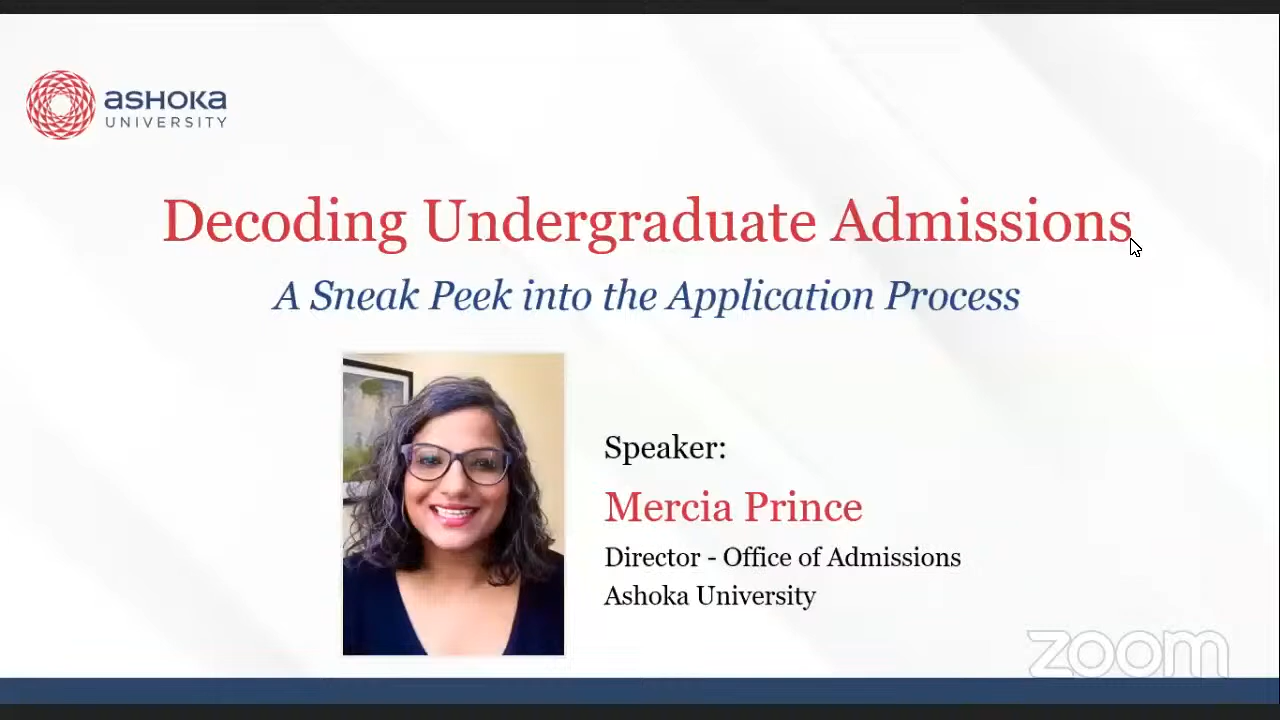 ASHOKA
UNIVERSITY
Decoding Undergraduate Admissions
A Sneak Peek into the Application Process
Speaker:
Mercia Prince
Director - Office of Admissions
Ashoka University
zoom